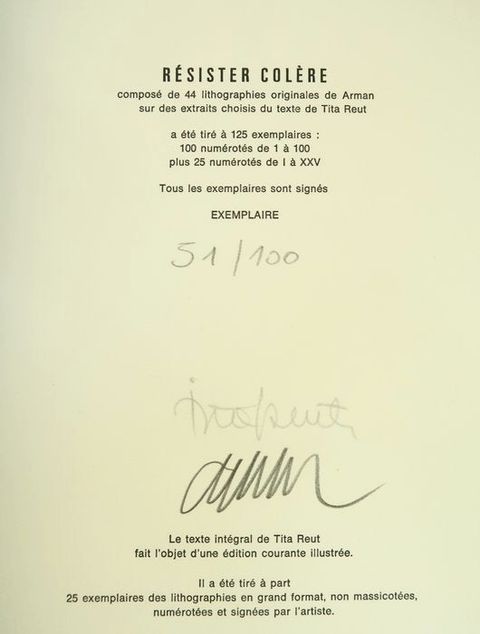 RÉSISTER COLÈRE
composé de 44 lithographies originales de Arman
sur des extraits choisis du texte de Tita Reut
a été tiré à 125 exemplaires :
100 numérotés de 1 à 100
plus 25 numérotés de I à XXV
Tous les exemplaires sont signés
EXEMPLAIRE
51/100
Arman
Le texte intégral de Tita Reut
fait l'objet d'une édition courante illustrée.
Il a été tiré à part
25 exemplaires des lithographies en grand format, non massicotées,
numérotées et signées par l'artiste.